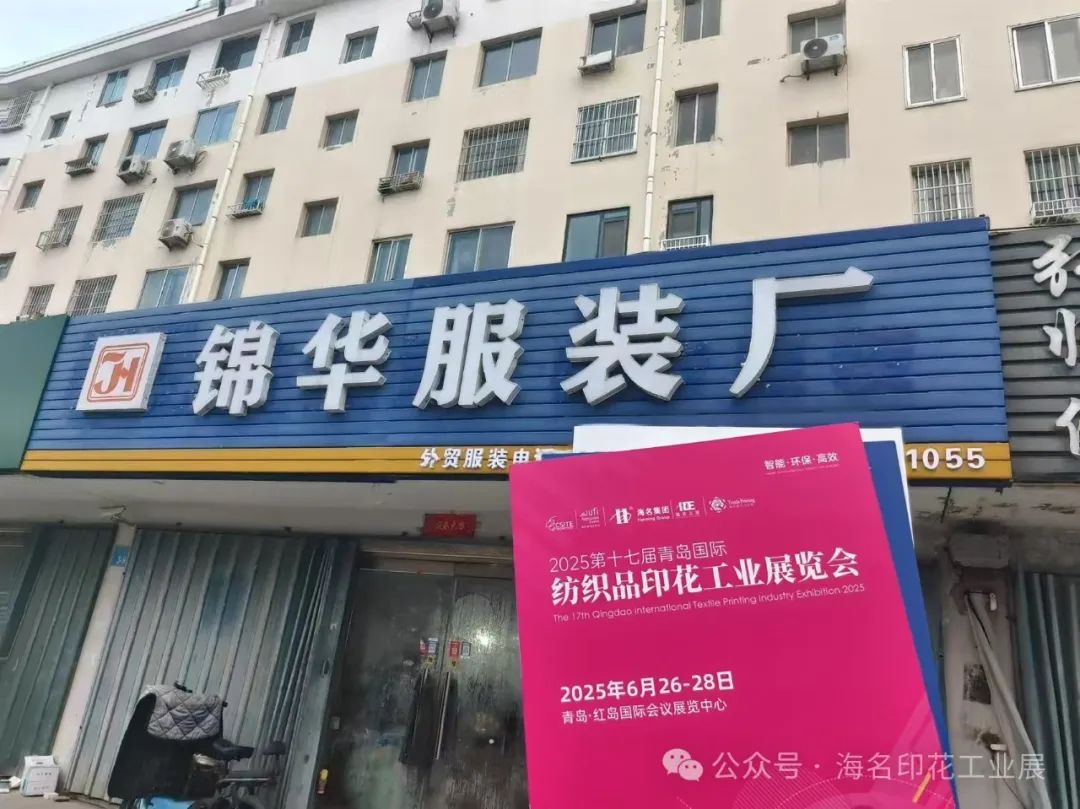 JH
锦华服装厂
外贸服装电
1055
智能·环保·高效
海名集团
2025第十七届青岛国际
纺织品印花工业展览会
The 17th Qingdao International Textile Printing Industry Exhibition 2025
2025年6月26-28日
青岛·红岛国际会议展览中心
公众号·海名印花工业展